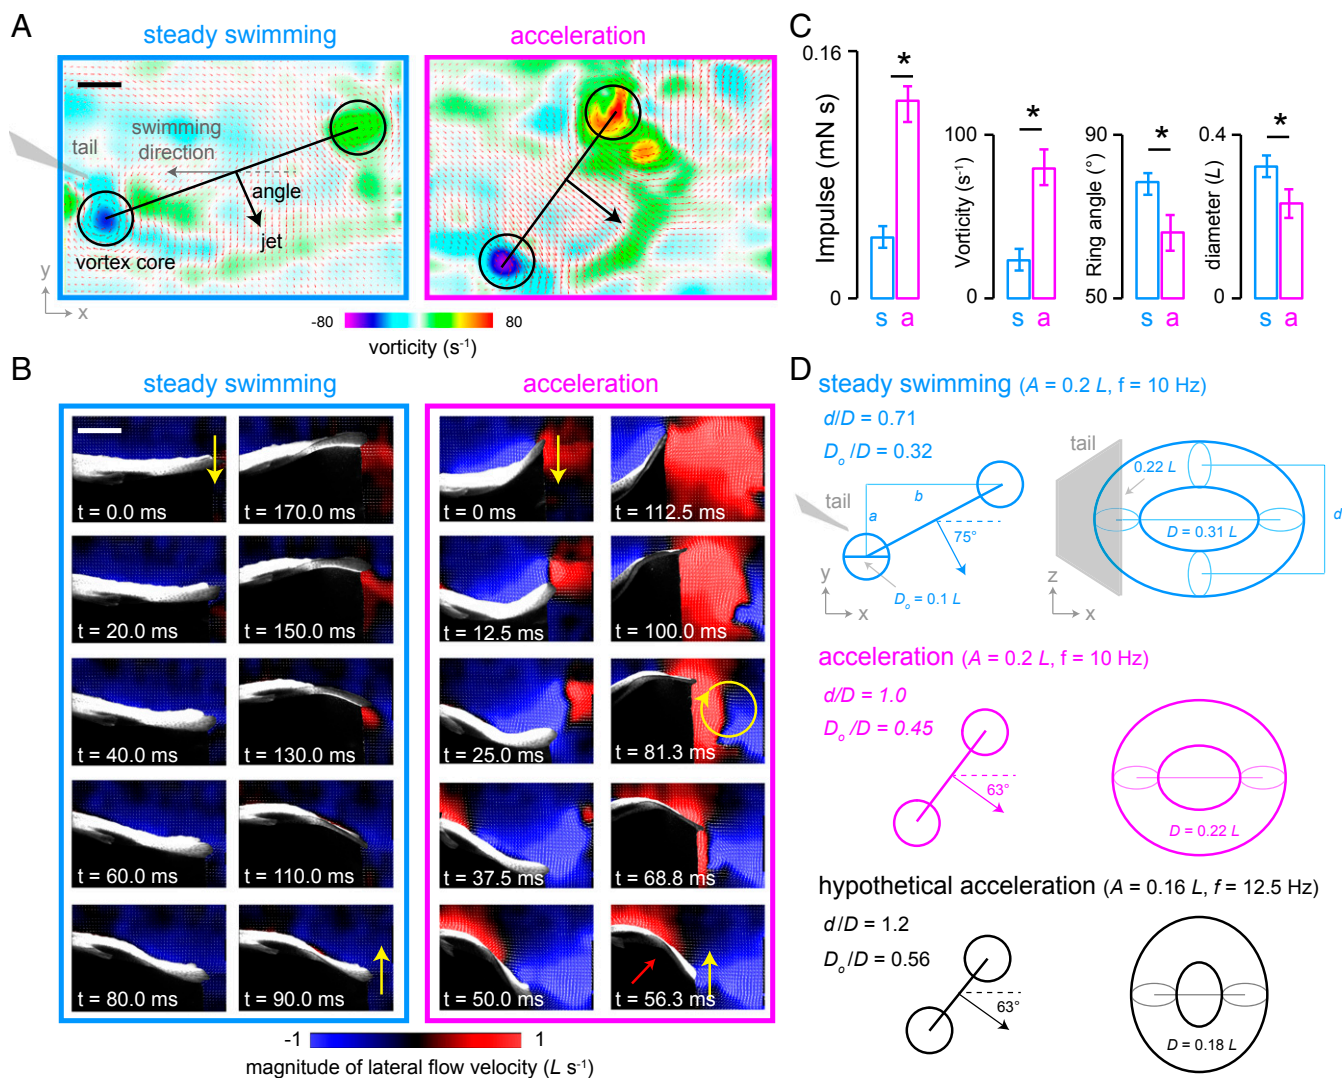 A
steady swimming
acceleration
swimming
direction
tail
angle
jet
vortex core
y
x
-80
80
vorticity (s⁻¹)
B
steady swimming
acceleration
t = 0.0 ms
t = 170.0 ms
t = 0 ms
t = 112.5 ms
t = 20.0 ms
t = 150.0 ms
t = 12.5 ms
t = 100.0 ms
t = 40.0 ms
t = 130.0 ms
t = 25.0 ms
t = 81.3 ms
t = 60.0 ms
t = 110.0 ms
t = 37.5 ms
t = 68.8 ms
t = 80.0 ms
t = 90.0 ms
t = 50.0 ms
t = 56.3 ms
-1
1
magnitude of lateral flow velocity (L s⁻¹)
C
0.16
Impulse (mN s)
0
*
s a
100
Vorticity (s⁻¹)
0
*
s a
90
Ring angle (°)
50
*
s a
0.4
diameter (L)
0
*
s a
D
steady swimming (A = 0.2 L, f = 10 Hz)
d/D = 0.71
Dₒ/D = 0.32
tail
b
a
75°
Dₒ = 0.1 L
y
x
tail
0.22 L
D = 0.31 L
d
z
x
acceleration (A = 0.2 L, f = 10 Hz)
d/D = 1.0
Dₒ/D = 0.45
63°
D = 0.22 L
hypothetical acceleration (A = 0.16 L, f = 12.5 Hz)
d/D = 1.2
Dₒ/D = 0.56
63°
D = 0.18 L